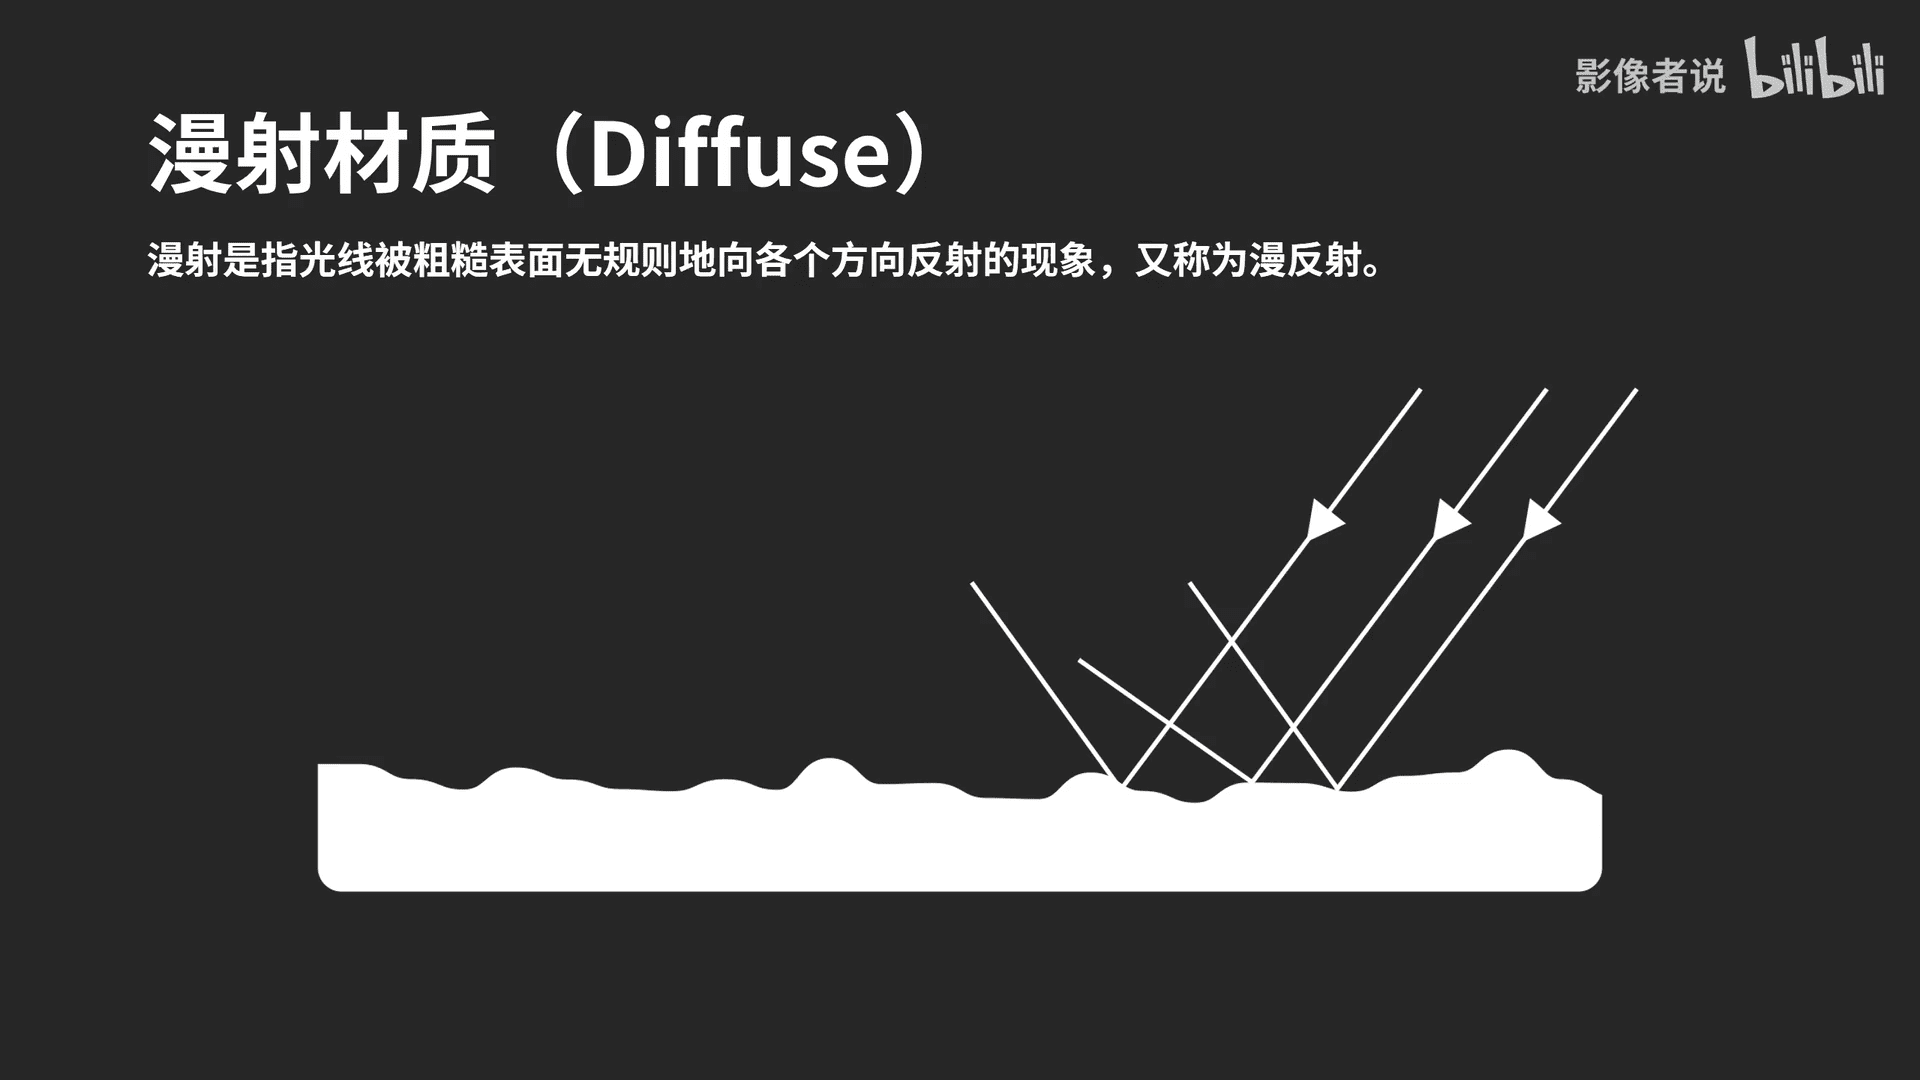 影像者说 bilibili
漫射材质（Diffuse）
漫射是指光线被粗糙表面无规则地向各个方向反射的现象，又称为漫反射。